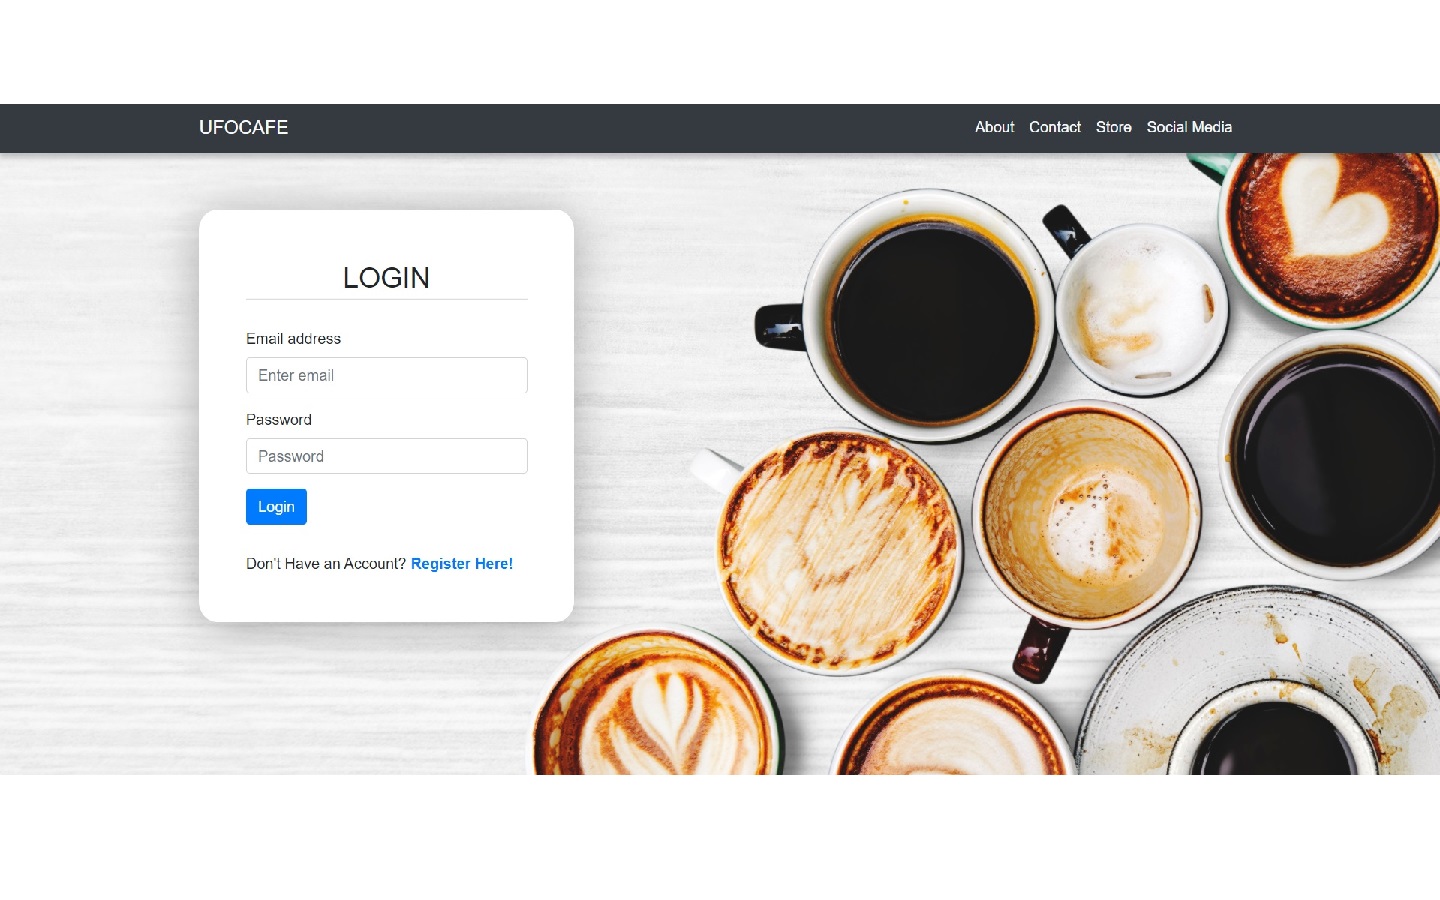 UFOCAFE
About Contact Store Social Media
LOGIN
Email address
Enter email
Password
Password
Login
Don't Have an Account? Register Here!